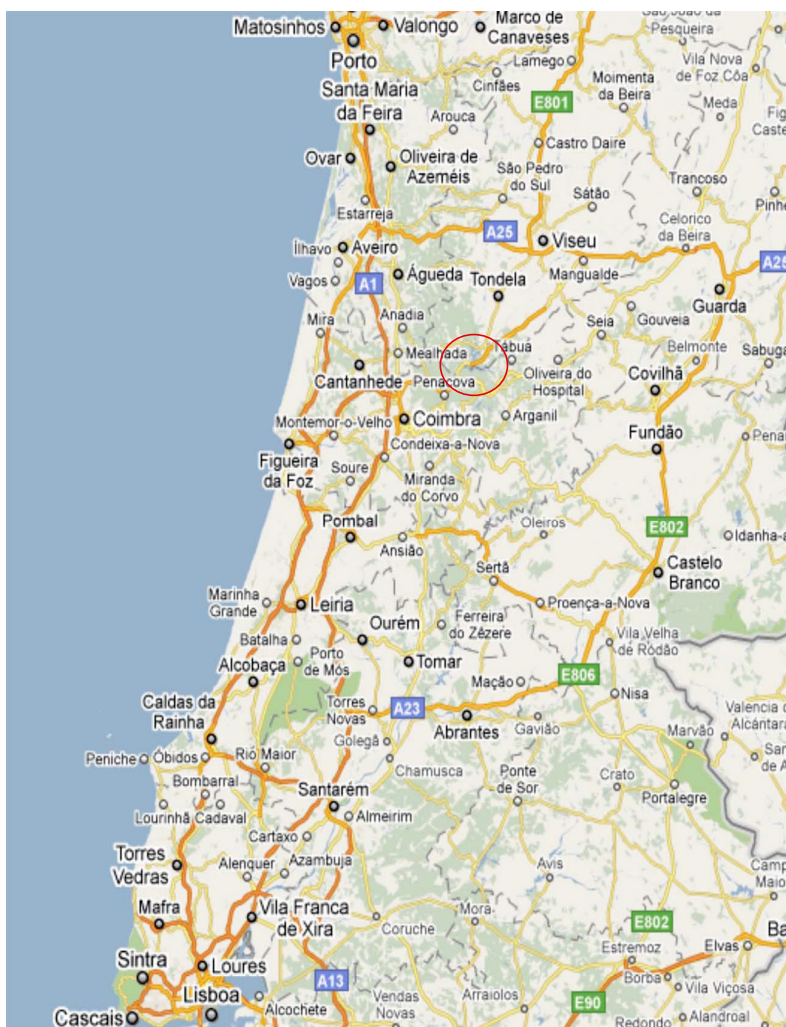 Matosinhos
Valongo
Marco de
Canaveses
São João da
Pesqueira
Porto
Lamego
Vila Nova
de Foz Côa
Cinfães
Moimenta
da Beira
Santa Maria
da Feira
E801
Arouca
Meda
Castro Daire
Ovar
Oliveira de
Azeméis
São Pedro
do Sul
Trancoso
Sátão
Estarreja
Celorico
da Beira
A25
Viseu
Ílhavo
Aveiro
Mangualde
A25
Vagos
A1
Águeda
Tondela
Guarda
Mira
Anadia
Seia
Gouveia
Mealhada
Tábua
Belmonte
Cantanhede
Penacova
Oliveira do
Hospital
Covilhã
Montemor-o-Velho
Coimbra
Arganil
Fundão
Figueira
da Foz
Condeixa-a-Nova
Soure
Miranda
do Corvo
Pombal
Oleiros
E802
Ansião
Sertã
Castelo
Branco
Marinha
Grande
Leiria
Proença-a-Nova
Batalha
Ourém
Ferreira
do Zêzere
Vila Velha
de Ródão
Alcobaça
Porto
de Mós
Tomar
E806
Mação
Nisa
Caldas da
Rainha
Torres
Novas
A23
Abrantes
Gavião
Valencia d
Alcántara
Golegã
Marvão
Peniche
Óbidos
Rio Maior
Chamusca
Ponte
de Sor
Crato
Bombarral
Portalegre
Lourinhã
Cadaval
Santarém
Almeirim
Cartaxo
Torres
Vedras
Alenquer
Azambuja
Avis
Mafra
Vila Franca
de Xira
Coruche
Mora
E802
Estremoz
Elvas
Sintra
Loures
A13
Borba
Vila Viçosa
Lisboa
Alcochete
Vendas
Novas
Arraiolos
E90
Cascais
Redondo
Alandroal